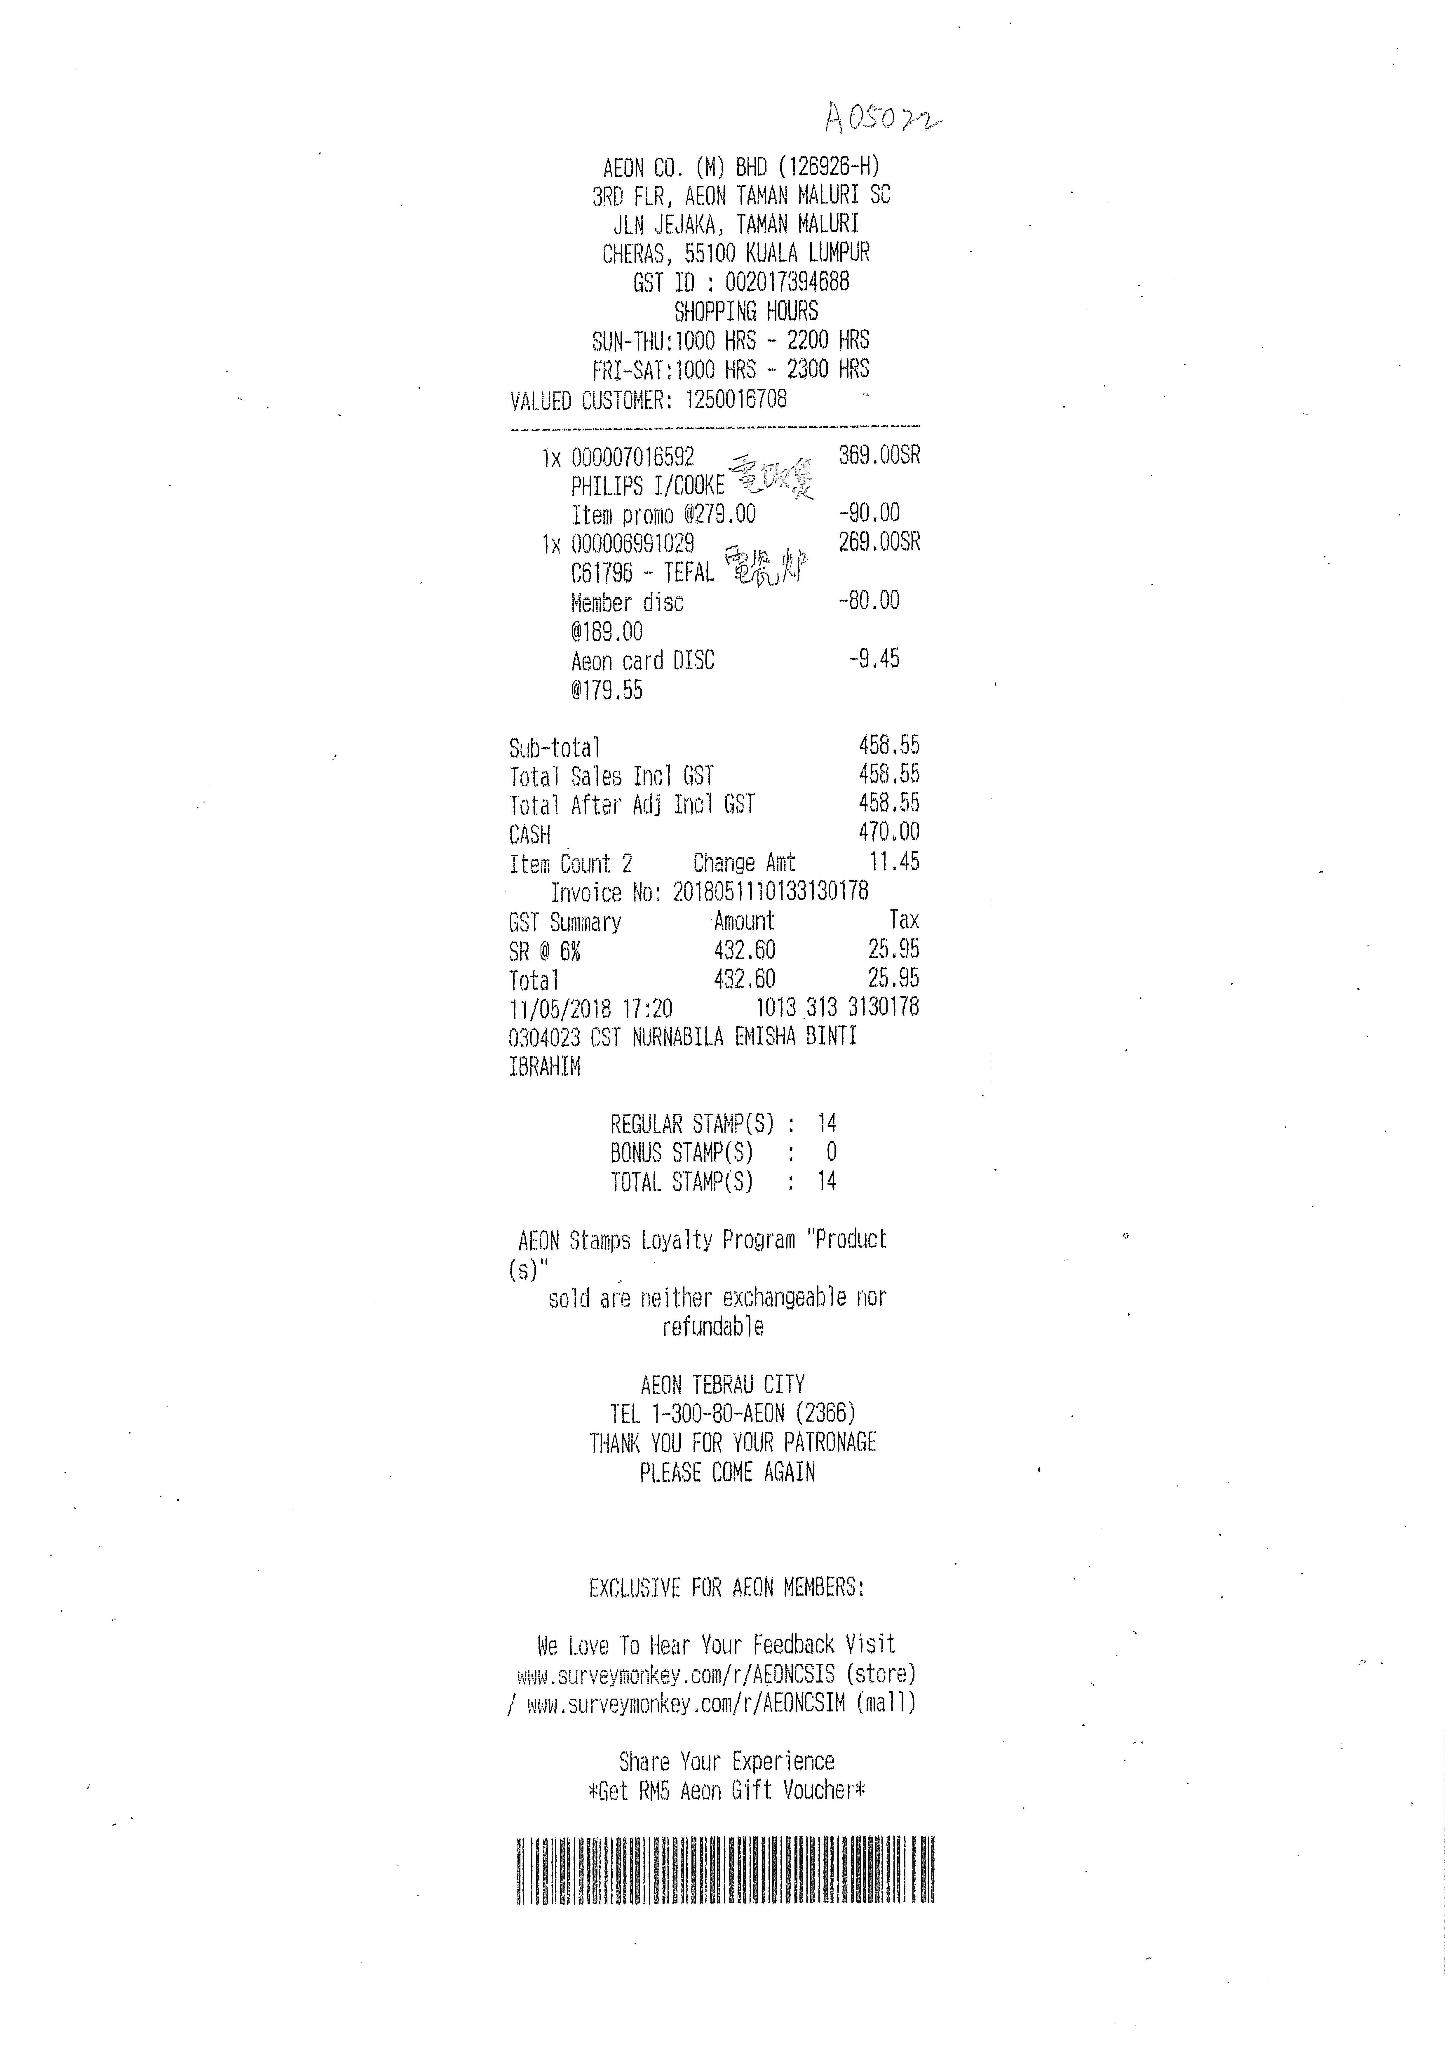 A05022
AEON CO. (M) BHD (126926-H)
3RD FLR, AEON TAMAN MALURI SC
JLN JEJAKA, TAMAN MALURI
CHERAS, 55100 KUALA LUMPUR
GST ID : 002017394688
SHOPPING HOURS
SUN-THU:1000 HRS - 2200 HRS
FRI-SAT:1000 HRS - 2300 HRS
VALUED CUSTOMER: 1250016708
1x 000007016592 369.00SR
PHILIPS I/COOKE 電
Item promo @279.00 -90.00
1x 000006991029 269.00SR
C61796 - TEFAL 電
Member disc -80.00
@189.00
Aeon card DISC -9.45
@179.55
Sub-total 458.55
Total Sales Incl GST 458.55
Total After Adj Incl GST 458.55
CASH 470.00
Item Count 2 Change Amt 11.45
Invoice No: 2018051110133130178
GST Summary Amount Tax
SR @ 6% 432.60 25.95
Total 432.60 25.95
11/05/2018 17:20 1013 313 3130178
0304023 CST NURNABILA EMISHA BINTI
IBRAHIM
REGULAR STAMP(S) : 14
BONUS STAMP(S) : 0
TOTAL STAMP(S) : 14
AEON Stamps Loyalty Program "Product
(s)"
sold are neither exchangeable nor
refundable
AEON TEBRAU CITY
TEL 1-300-80-AEON (2366)
THANK YOU FOR YOUR PATRONAGE
PLEASE COME AGAIN
EXCLUSIVE FOR AEON MEMBERS:
We Love To Hear Your Feedback Visit
www.surveymonkey.com/r/AEONCSIS (store)
/ www.surveymonkey.com/r/AEONCSIM (mall)
Share Your Experience
*Get RM5 Aeon Gift Voucher*